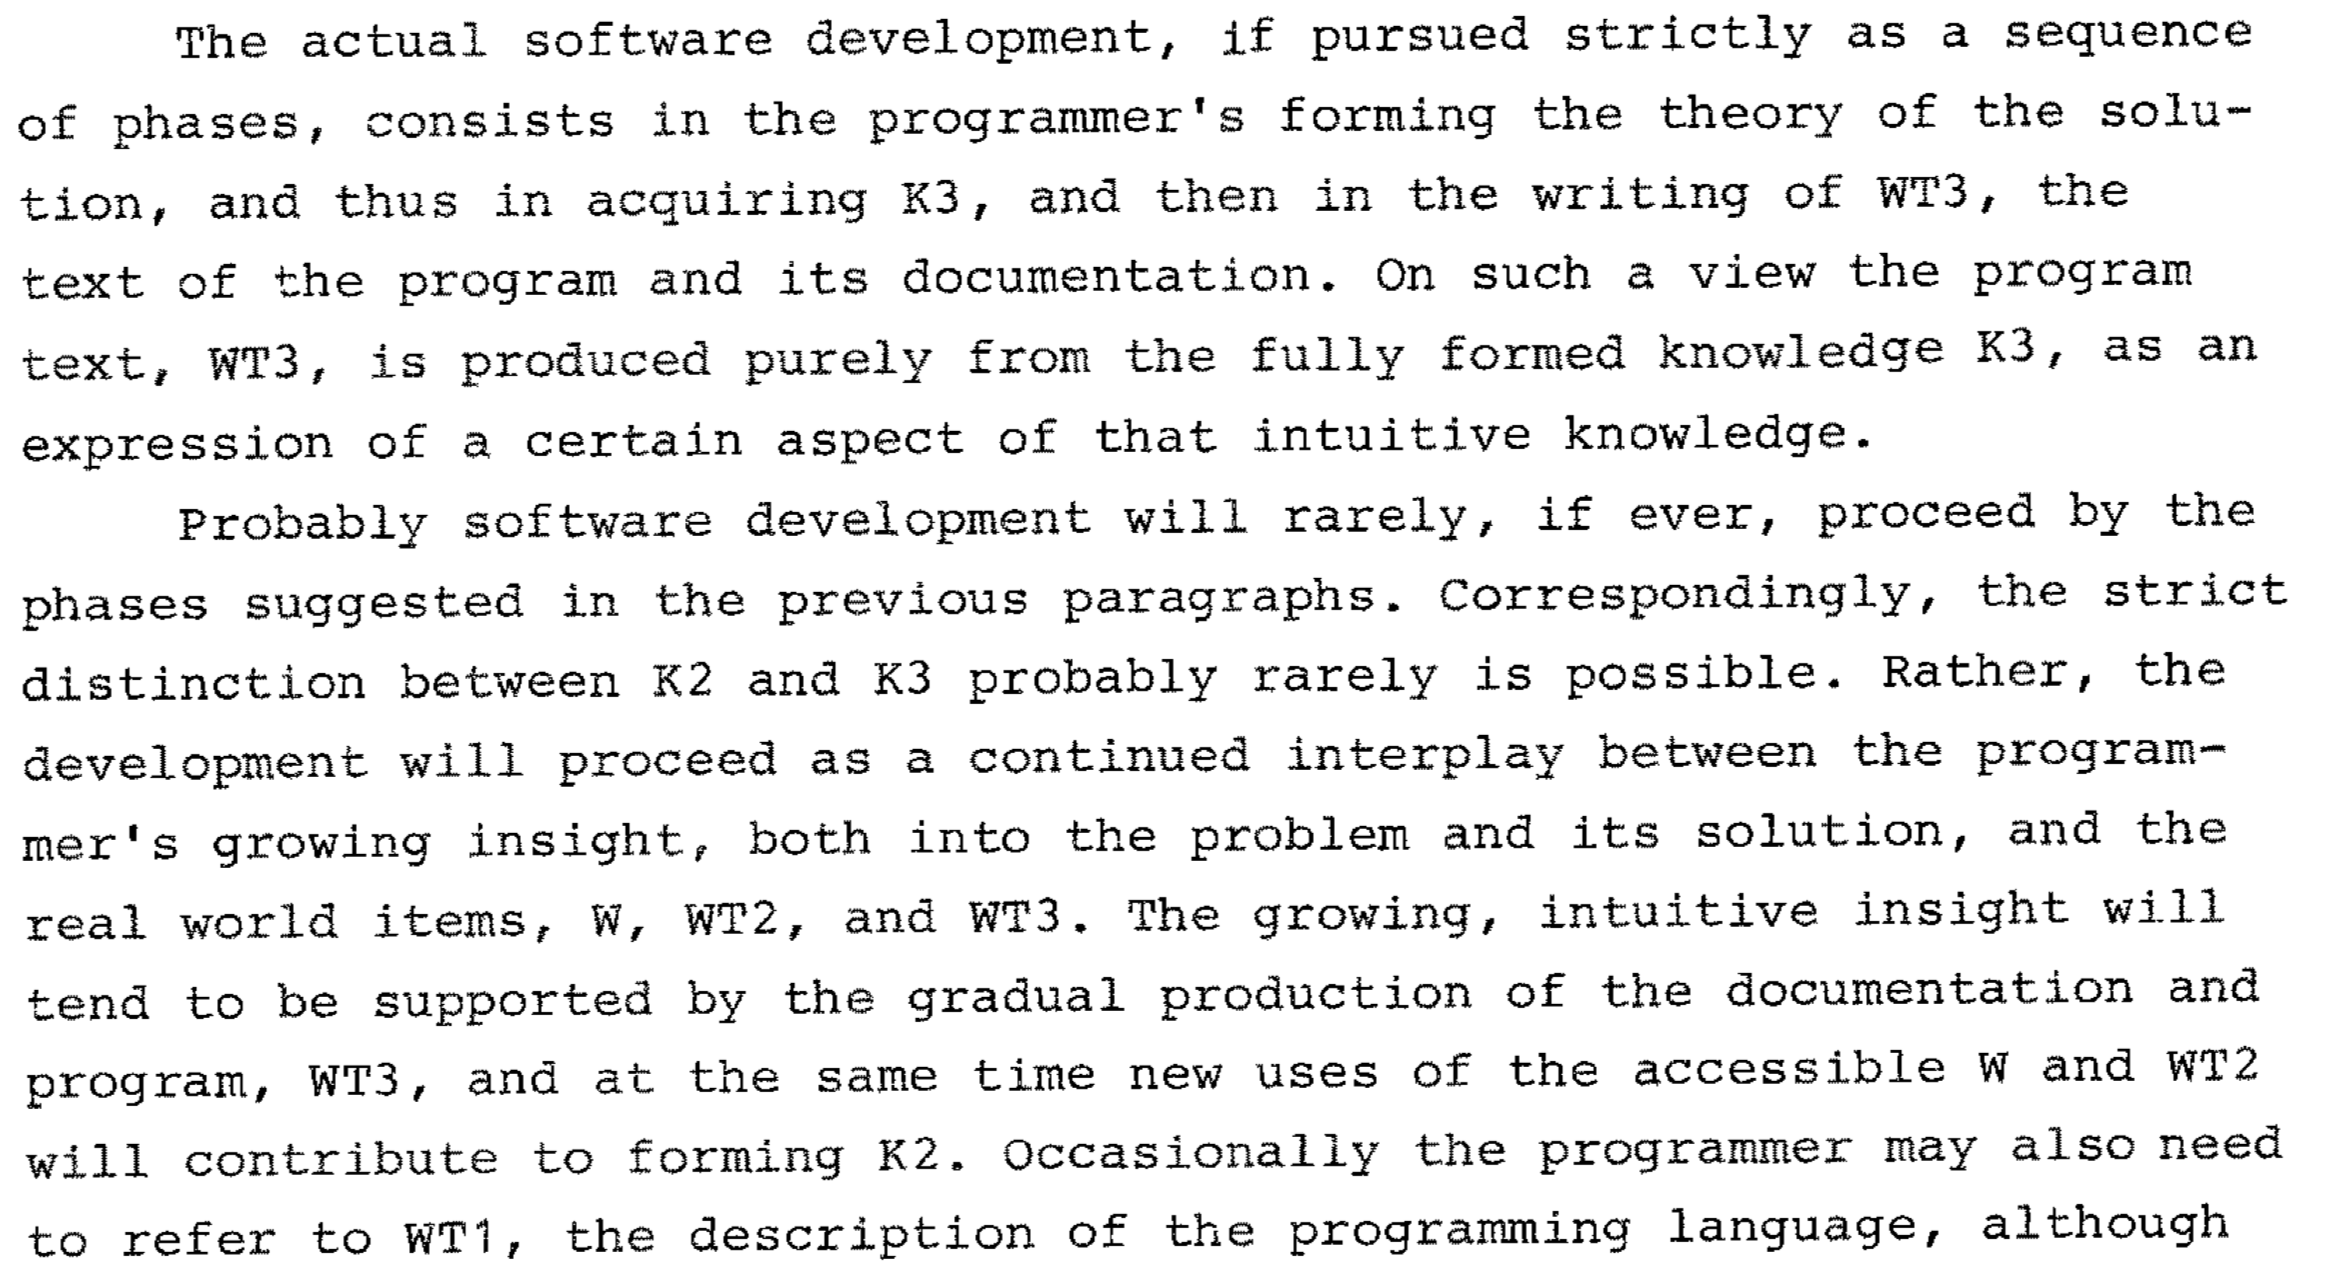 The actual software development, if pursued strictly as a sequence
of phases, consists in the programmer's forming the theory of the solu-
tion, and thus in acquiring K3, and then in the writing of WT3, the
text of the program and its documentation. On such a view the program
text, WT3, is produced purely from the fully formed knowledge K3, as an
expression of a certain aspect of that intuitive knowledge.
Probably software development will rarely, if ever, proceed by the
phases suggested in the previous paragraphs. Correspondingly, the strict
distinction between K2 and K3 probably rarely is possible. Rather, the
development will proceed as a continued interplay between the program-
mer's growing insight, both into the problem and its solution, and the
real world items, W, WT2, and WT3. The growing, intuitive insight will
tend to be supported by the gradual production of the documentation and
program, WT3, and at the same time new uses of the accessible W and WT2
will contribute to forming K2. Occasionally the programmer may also need
to refer to WT1, the description of the programming language, although